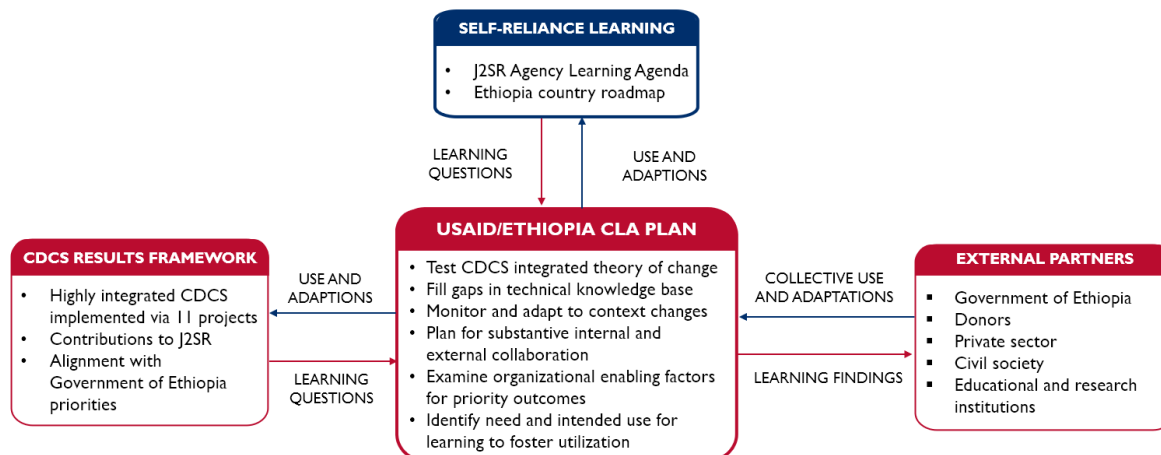 SELF-RELIANCE LEARNING
• J2SR Agency Learning Agenda
• Ethiopia country roadmap
LEARNING
QUESTIONS
USE AND
ADAPTIONS
CDCS RESULTS FRAMEWORK
• Highly integrated CDCS
implemented via 11 projects
• Contributions to J2SR
• Alignment with
Government of Ethiopia
priorities
USE AND
ADAPTIONS
LEARNING
QUESTIONS
USAID/ETHIOPIA CLA PLAN
• Test CDCS integrated theory of change
• Fill gaps in technical knowledge base
• Monitor and adapt to context changes
• Plan for substantive internal and
external collaboration
• Examine organizational enabling factors
for priority outcomes
• Identify need and intended use for
learning to foster utilization
COLLECTIVE USE
AND ADAPTATIONS
LEARNING FINDINGS
EXTERNAL PARTNERS
▪ Government of Ethiopia
▪ Donors
▪ Private sector
▪ Civil society
▪ Educational and research
institutions